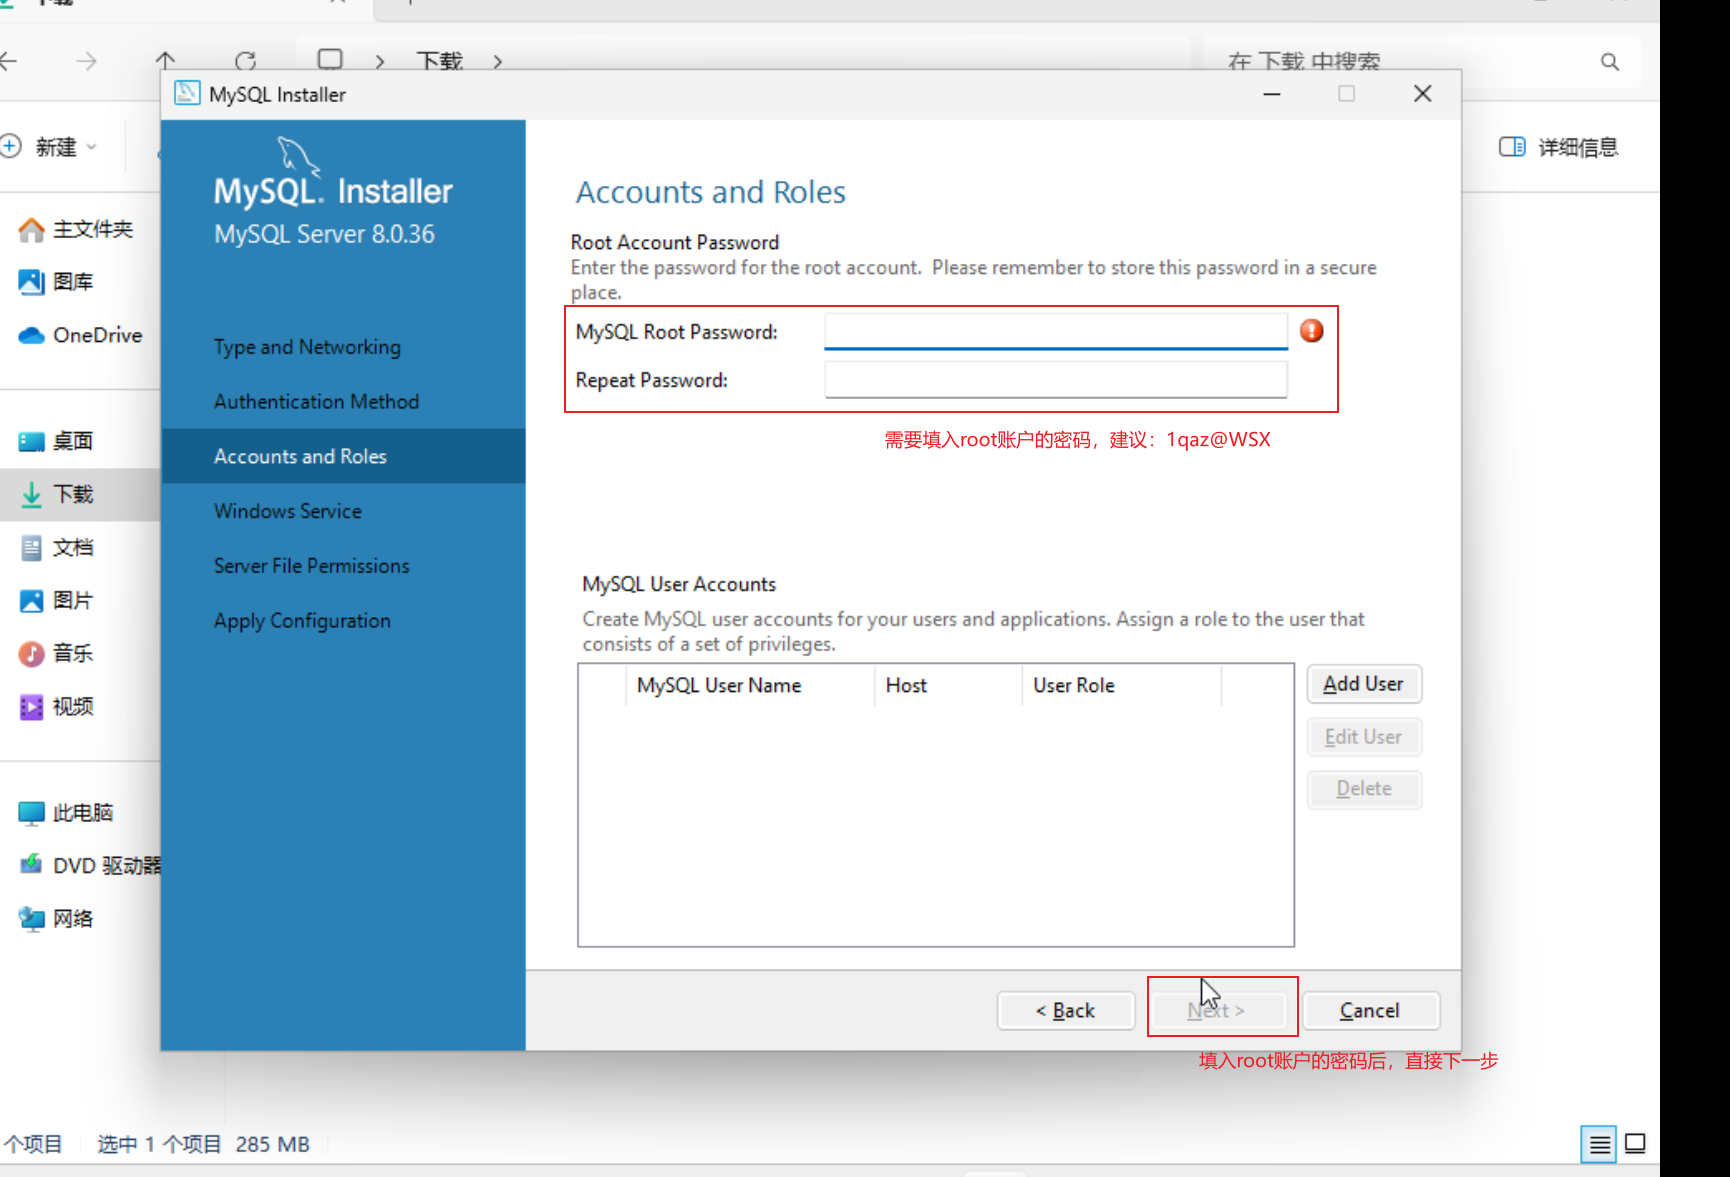 下载
下载
在 下载 中搜索
MySQL Installer
新建
详细信息
MySQL. Installer
MySQL Server 8.0.36
主文件夹
图库
OneDrive
桌面
下载
文档
图片
音乐
视频
此电脑
DVD 驱动器
网络
Type and Networking
Authentication Method
Accounts and Roles
Windows Service
Server File Permissions
Apply Configuration
Accounts and Roles
Root Account Password
Enter the password for the root account.  Please remember to store this password in a secure
place.
MySQL Root Password:
Repeat Password:
需要填入root账户的密码，建议：1qaz@WSX
MySQL User Accounts
Create MySQL user accounts for your users and applications. Assign a role to the user that
consists of a set of privileges.
MySQL User Name Host User Role
Add User
Edit User
Delete
< Back
Next >
Cancel
填入root账户的密码后，直接下一步
个项目 选中 1 个项目 285 MB